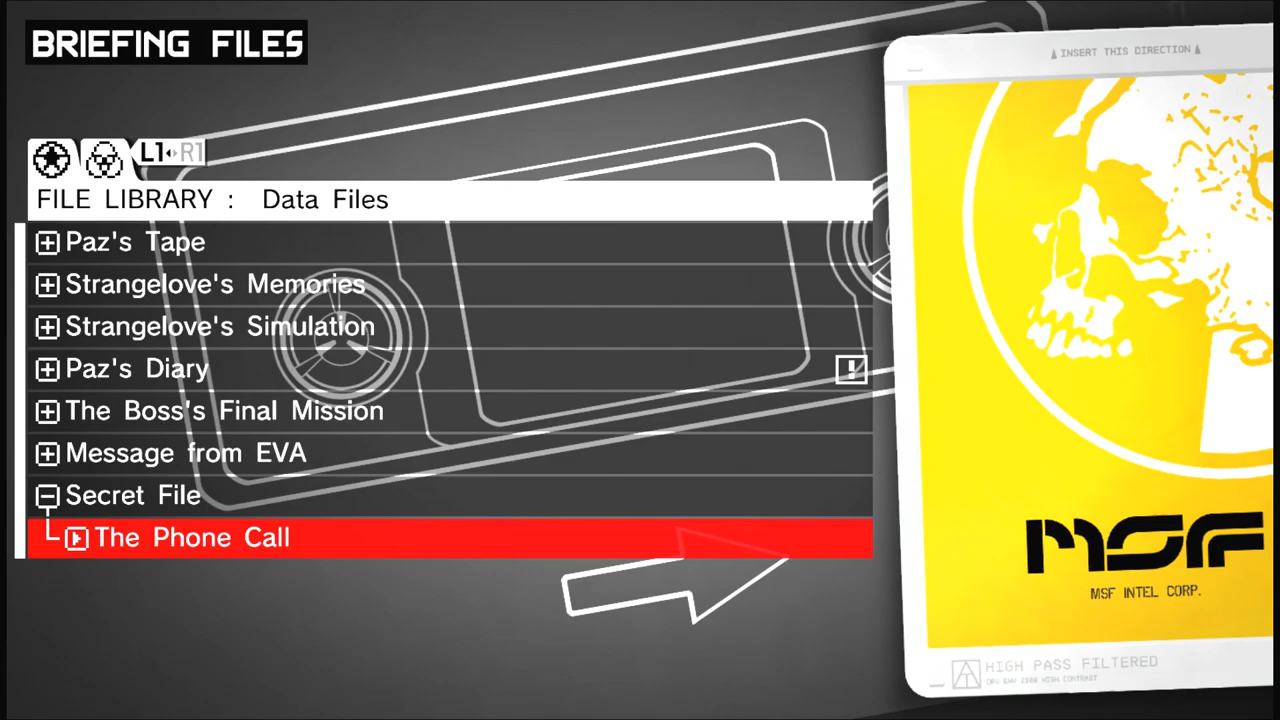 BRIEFING FILES
▲ INSERT THIS DIRECTION ▲
L1 R1
FILE LIBRARY : Data Files
Paz's Tape
Strangelove's Memories
Strangelove's Simulation
Paz's Diary
The Boss's Final Mission
Message from EVA
Secret File
The Phone Call
MSF
MSF INTEL CORP.
HIGH PASS FILTERED